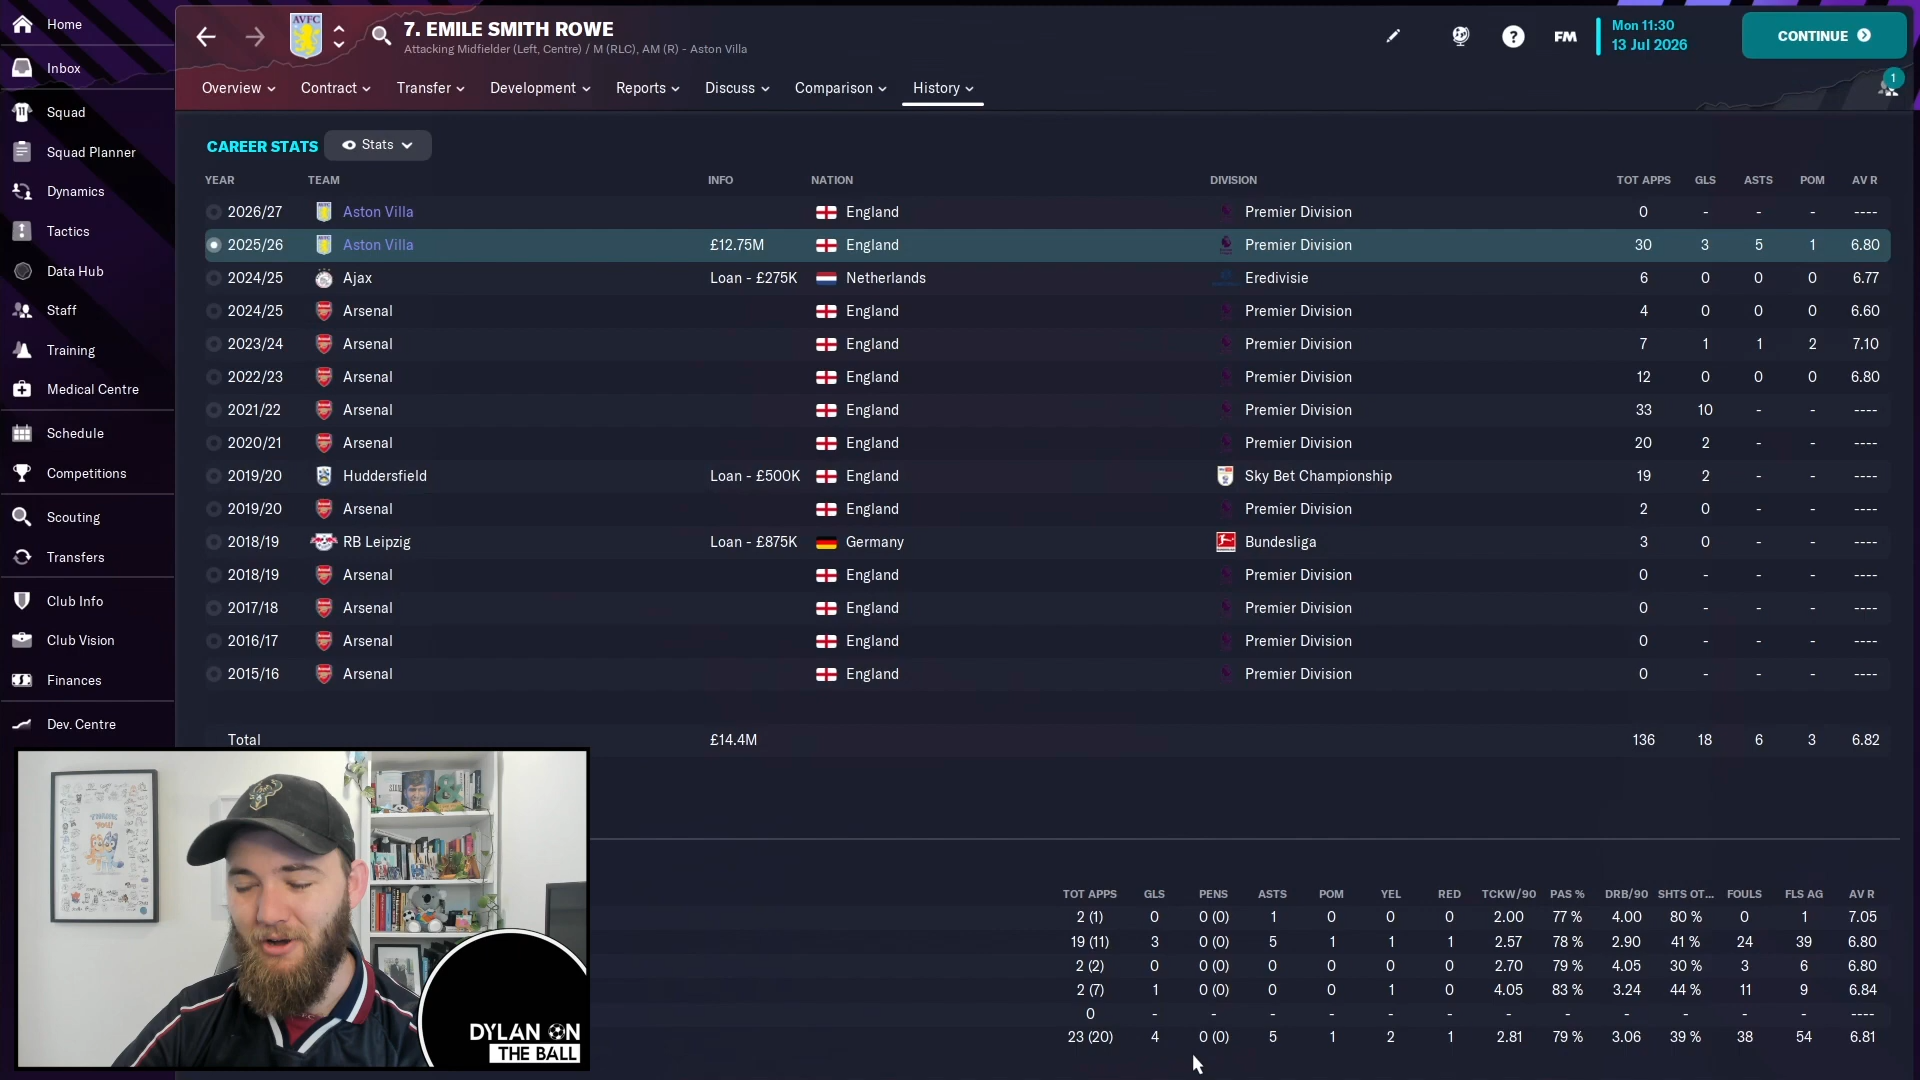 Home
Inbox
Squad
Squad Planner
Dynamics
Tactics
Data Hub
Staff
Training
Medical Centre
Schedule
Competitions
Scouting
Transfers
Club Info
Club Vision
Finances
Dev. Centre
AVFC
7. EMILE SMITH ROWE
Attacking Midfielder (Left, Centre) / M (RLC), AM (R) - Aston Villa
? FM
Mon 11:30
13 Jul 2026
CONTINUE
1
Overview Contract Transfer Development Reports Discuss Comparison History
CAREER STATS Stats
YEAR TEAM INFO NATION DIVISION TOT APPS GLS ASTS POM AV R
2026/27 Aston Villa England Premier Division 0 - - - ----
2025/26 Aston Villa £12.75M England Premier Division 30 3 5 1 6.80
2024/25 Ajax Loan - £275K Netherlands Eredivisie 6 0 0 0 6.77
2024/25 Arsenal England Premier Division 4 0 0 0 6.60
2023/24 Arsenal England Premier Division 7 1 1 2 7.10
2022/23 Arsenal England Premier Division 12 0 0 0 6.80
2021/22 Arsenal England Premier Division 33 10 - - ----
2020/21 Arsenal England Premier Division 20 2 - - ----
2019/20 Huddersfield Loan - £500K England Sky Bet Championship 19 2 - - ----
2019/20 Arsenal England Premier Division 2 0 - - ----
2018/19 RB Leipzig Loan - £875K Germany Bundesliga 3 0 - - ----
2018/19 Arsenal England Premier Division 0 - - - ----
2017/18 Arsenal England Premier Division 0 - - - ----
2016/17 Arsenal England Premier Division 0 - - - ----
2015/16 Arsenal England Premier Division 0 - - - ----
Total £14.4M 136 18 6 3 6.82
TOT APPS GLS PENS ASTS POM YEL RED TCKW/90 PAS % DRB/90 SHTS OT... FOULS FLS AG AV R
2 (1) 0 0 (0) 1 0 0 0 2.00 77 % 4.00 80 % 0 1 7.05
19 (11) 3 0 (0) 5 1 1 1 2.57 78 % 2.90 41 % 24 39 6.80
2 (2) 0 0 (0) 0 0 0 0 2.70 79 % 4.05 30 % 3 6 6.80
2 (7) 1 0 (0) 0 0 1 0 4.05 83 % 3.24 44 % 11 9 6.84
0 - - - - - - - - - - - - ----
23 (20) 4 0 (0) 5 1 2 1 2.81 79 % 3.06 39 % 38 54 6.81
DYLAN ON
THE BALL